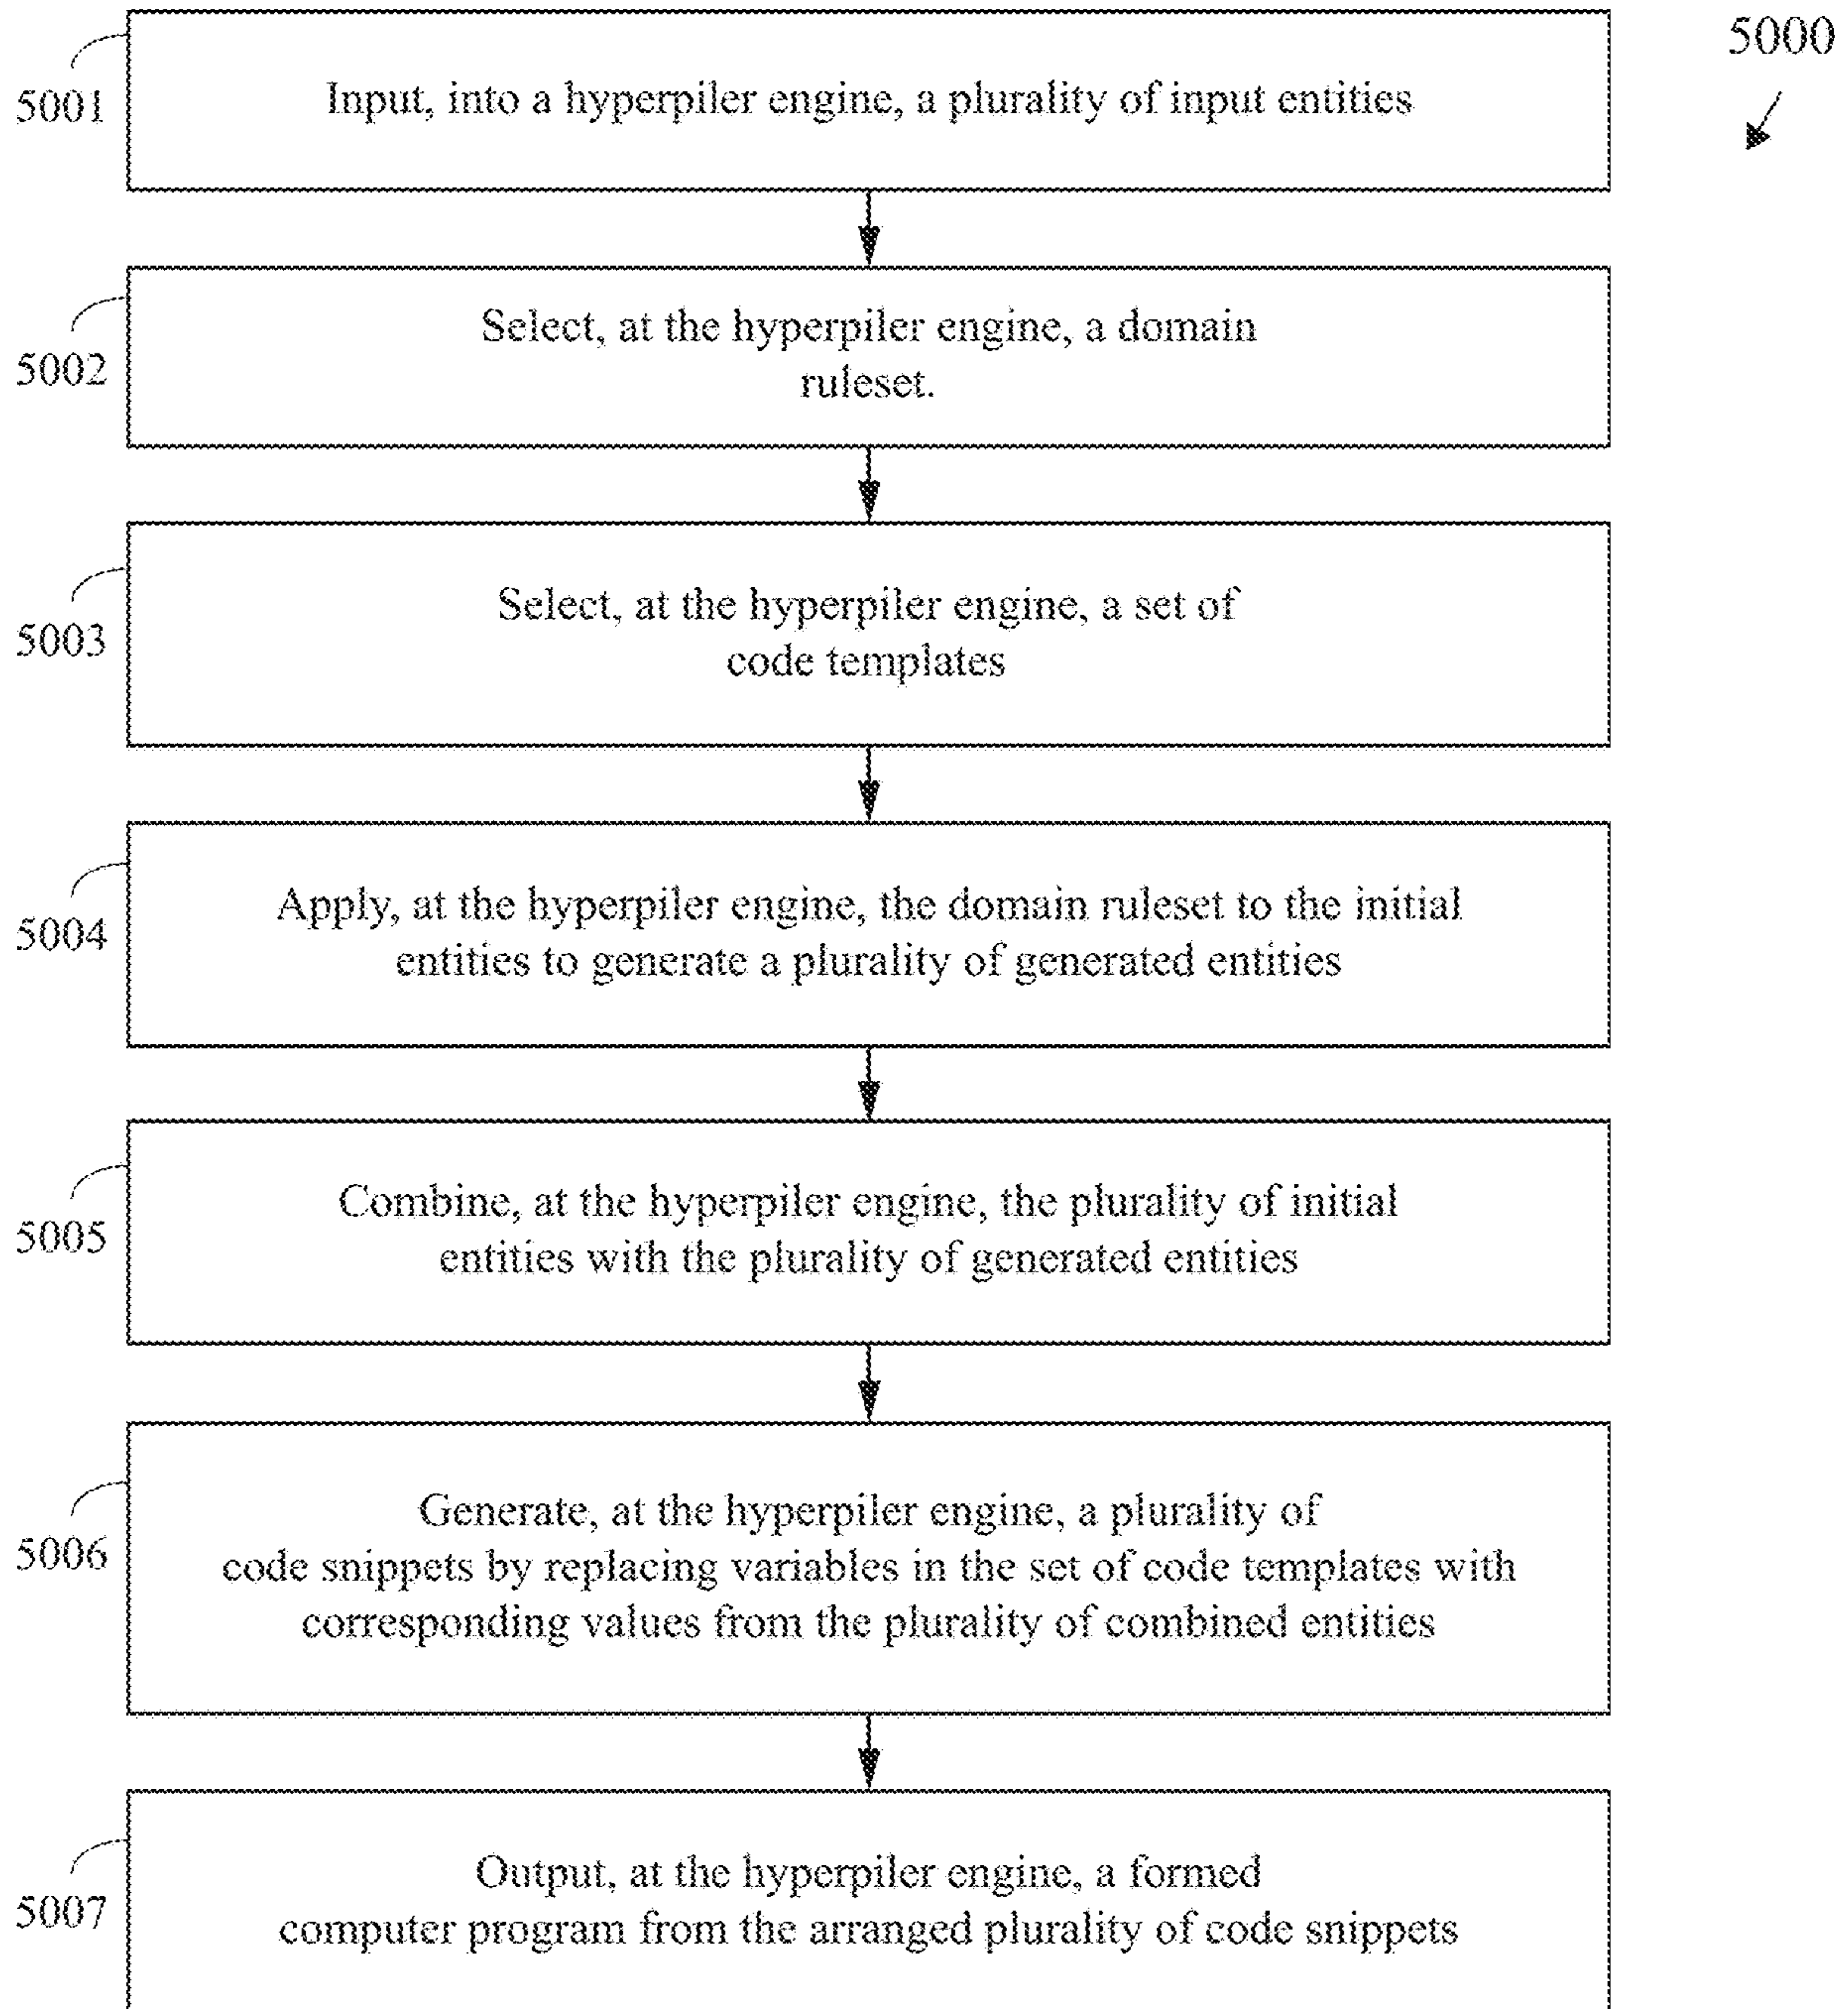 5000
5001
Input, into a hyperpiler engine, a plurality of input entities
5002
Select, at the hyperpiler engine, a domain
ruleset.
5003
Select, at the hyperpiler engine, a set of
code templates
5004
Apply, at the hyperpiler engine, the domain ruleset to the initial
entities to generate a plurality of generated entities
5005
Combine, at the hyperpiler engine, the plurality of initial
entities with the plurality of generated entities
5006
Generate, at the hyperpiler engine, a plurality of
code snippets by replacing variables in the set of code templates with
corresponding values from the plurality of combined entities
5007
Output, at the hyperpiler engine, a formed
computer program from the arranged plurality of code snippets